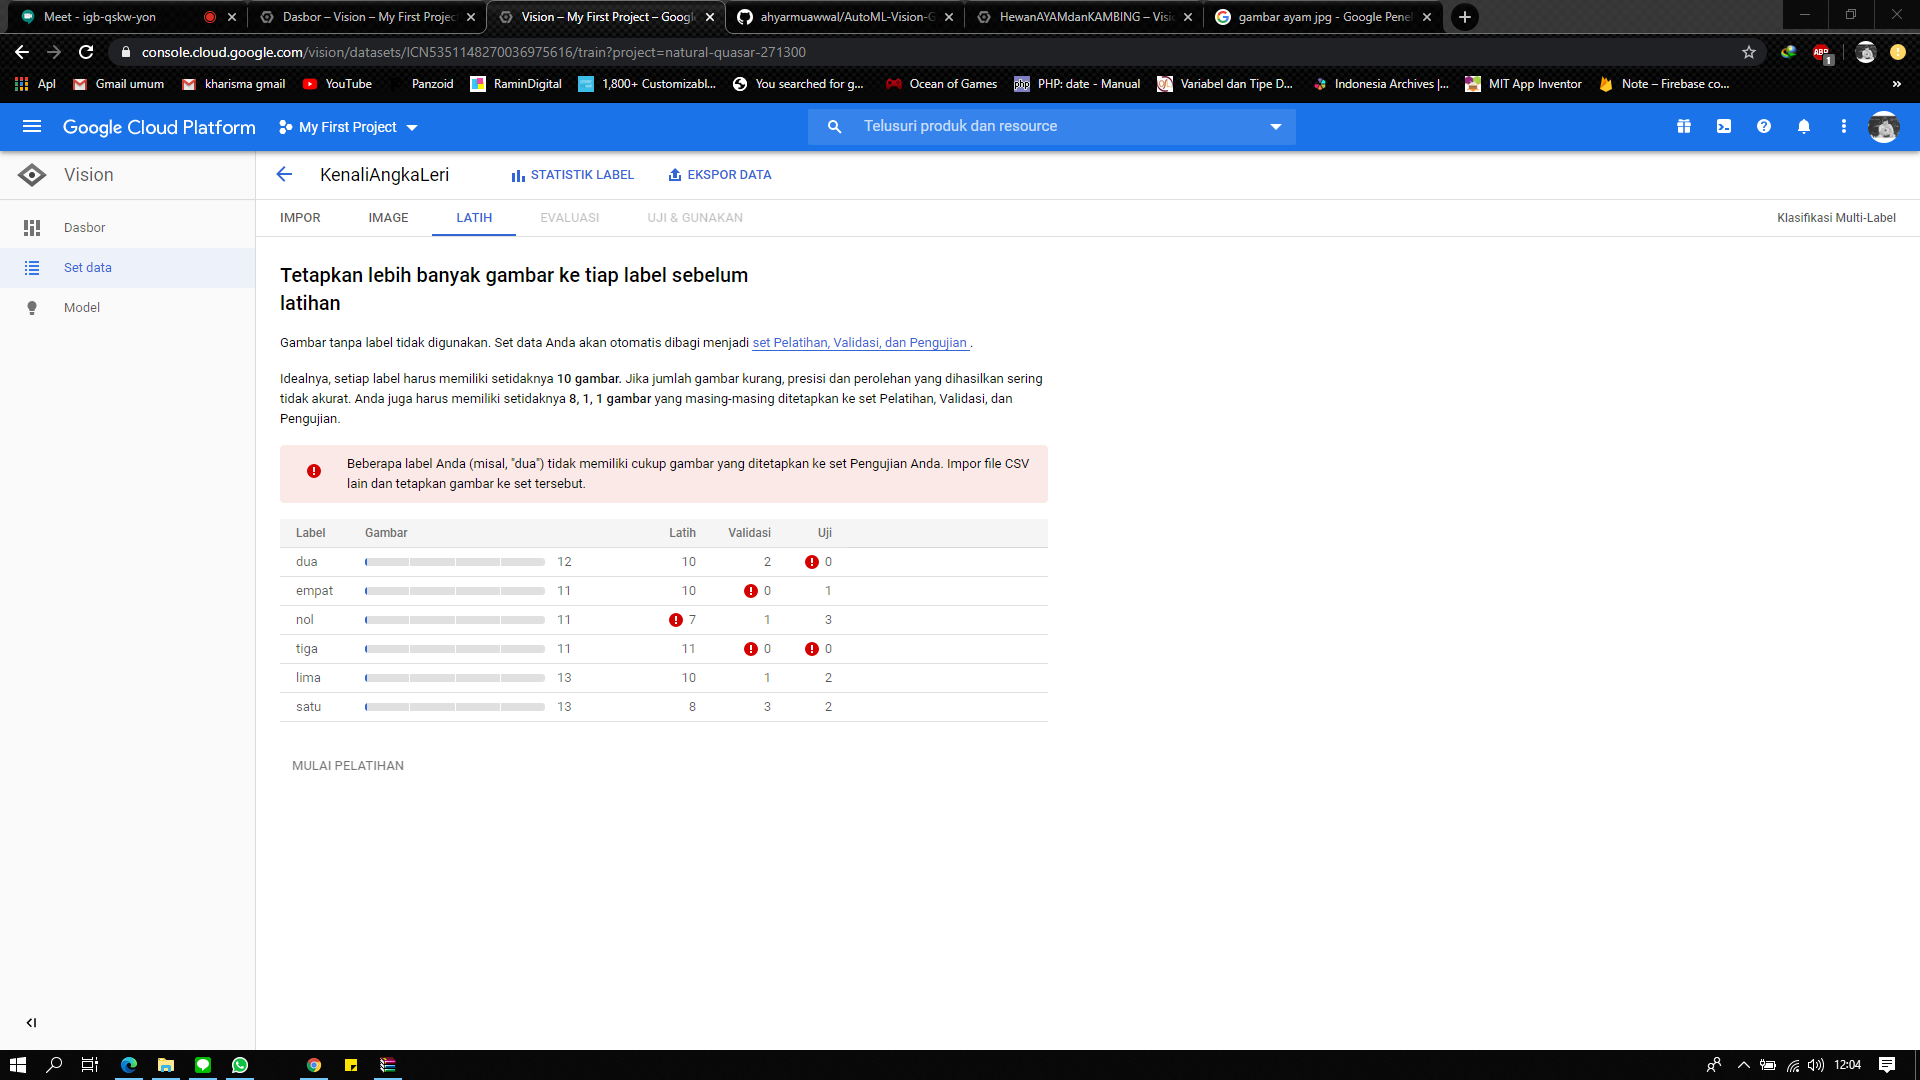 Meet - igb-qskw-yon
Dasbor – Vision – My First Projec
Vision – My First Project – Googl
ahyarmuawwal/AutoML-Vision-G
HewanAYAMdanKAMBING – Visi
gambar ayam jpg - Google Penel
console.cloud.google.com/vision/datasets/ICN5351148270036975616/train?project=natural-quasar-271300
ABP
1
Apl
Gmail umum
kharisma gmail
YouTube
Panzoid
RaminDigital
1,800+ Customizabl...
You searched for g...
Ocean of Games
php
PHP: date - Manual
Variabel dan Tipe D...
Indonesia Archives |...
MIT App Inventor
Note – Firebase co...
»
Google Cloud Platform
My First Project
Telusuri produk dan resource
Vision
KenaliAngkaLeri
STATISTIK LABEL
EKSPOR DATA
IMPOR
IMAGE
LATIH
EVALUASI
UJI & GUNAKAN
Klasifikasi Multi-Label
Dasbor
Set data
Model
Tetapkan lebih banyak gambar ke tiap label sebelum
latihan
Gambar tanpa label tidak digunakan. Set data Anda akan otomatis dibagi menjadi set Pelatihan, Validasi, dan Pengujian .
Idealnya, setiap label harus memiliki setidaknya 10 gambar. Jika jumlah gambar kurang, presisi dan perolehan yang dihasilkan sering
tidak akurat. Anda juga harus memiliki setidaknya 8, 1, 1 gambar yang masing-masing ditetapkan ke set Pelatihan, Validasi, dan
Pengujian.
Beberapa label Anda (misal, "dua") tidak memiliki cukup gambar yang ditetapkan ke set Pengujian Anda. Impor file CSV
lain dan tetapkan gambar ke set tersebut.
Label Gambar Latih Validasi Uji
dua 12 10 2 0
empat 11 10 0 1
nol 11 7 1 3
tiga 11 11 0 0
lima 13 10 1 2
satu 13 8 3 2
MULAI PELATIHAN
12:04